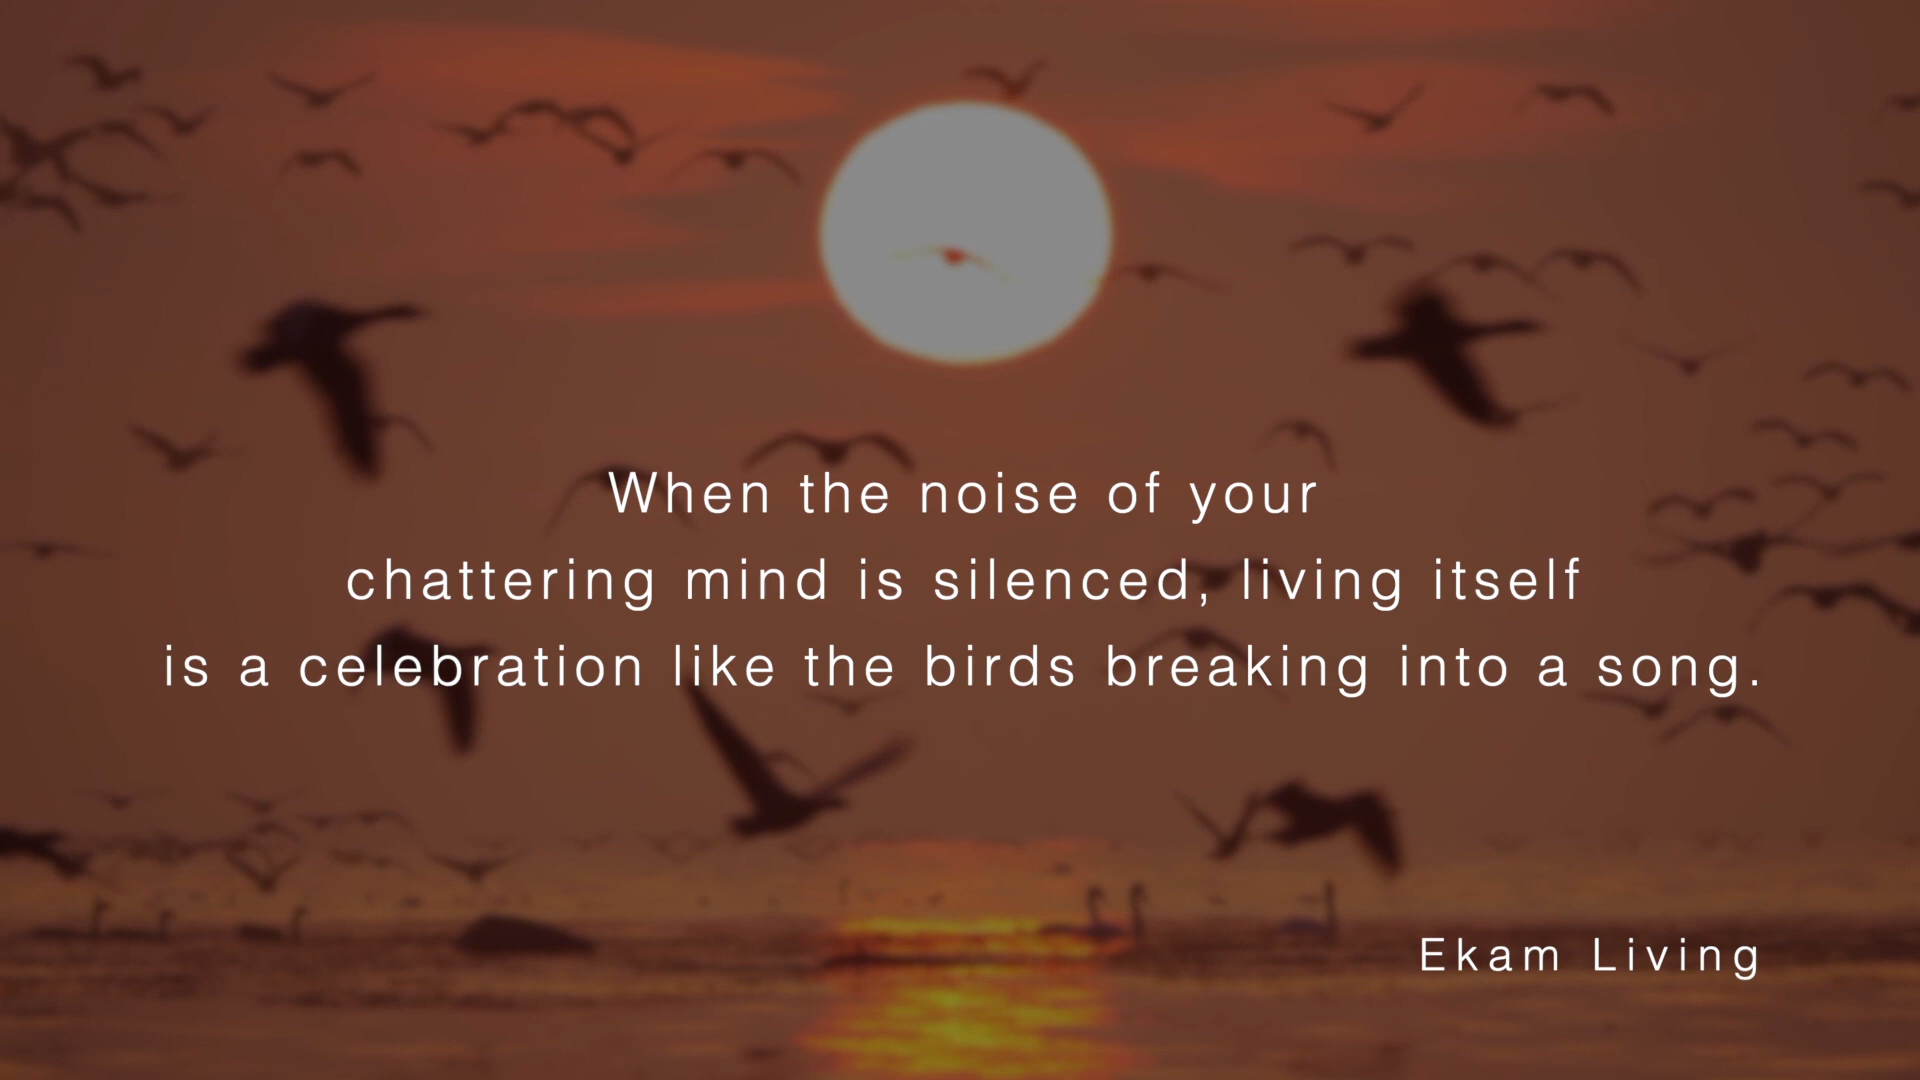 When the noise of your
chattering mind is silenced, living itself
is a celebration like the birds breaking into a song.
Ekam Living